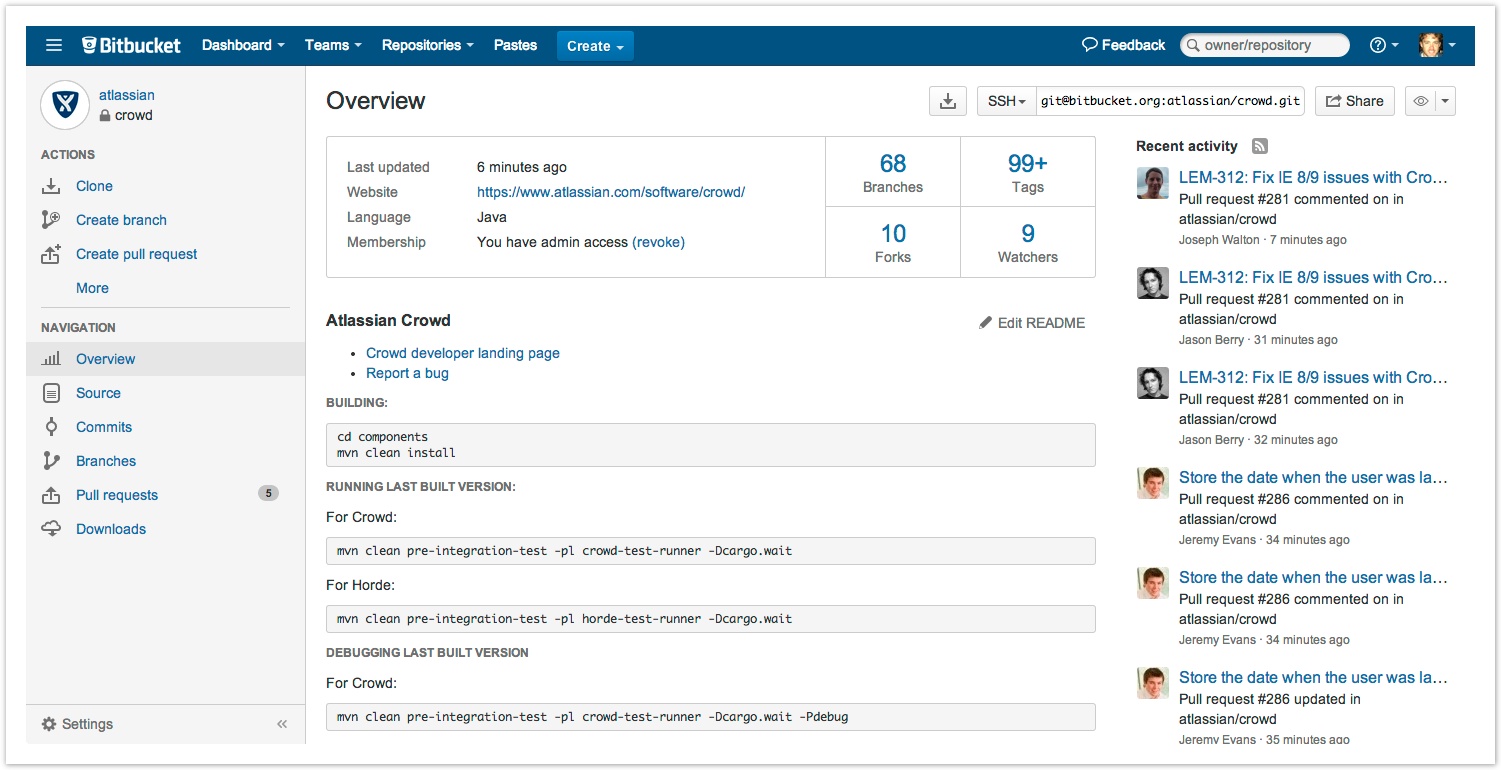 Bitbucket Dashboard Teams Repositories Pastes Create Feedback owner/repository
atlassian
crowd
ACTIONS
Clone
Create branch
Create pull request
More
NAVIGATION
Overview
Source
Commits
Branches
Pull requests 5
Downloads
Settings
Overview
SSH git@bitbucket.org:atlassian/crowd.git Share
Last updated 6 minutes ago
Website https://www.atlassian.com/software/crowd/
Language Java
Membership You have admin access (revoke)
68
Branches
99+
Tags
10
Forks
9
Watchers
Atlassian Crowd
Edit README
• Crowd developer landing page
• Report a bug
BUILDING:
cd components
mvn clean install
RUNNING LAST BUILT VERSION:
For Crowd:
mvn clean pre-integration-test -pl crowd-test-runner -Dcargo.wait
For Horde:
mvn clean pre-integration-test -pl horde-test-runner -Dcargo.wait
DEBUGGING LAST BUILT VERSION
For Crowd:
mvn clean pre-integration-test -pl crowd-test-runner -Dcargo.wait -Pdebug
Recent activity
LEM-312: Fix IE 8/9 issues with Cro…
Pull request #281 commented on in
atlassian/crowd
Joseph Walton · 7 minutes ago
LEM-312: Fix IE 8/9 issues with Cro…
Pull request #281 commented on in
atlassian/crowd
Jason Berry · 31 minutes ago
LEM-312: Fix IE 8/9 issues with Cro…
Pull request #281 commented on in
atlassian/crowd
Jason Berry · 32 minutes ago
Store the date when the user was la…
Pull request #286 commented on in
atlassian/crowd
Jeremy Evans · 34 minutes ago
Store the date when the user was la…
Pull request #286 commented on in
atlassian/crowd
Jeremy Evans · 34 minutes ago
Store the date when the user was la…
Pull request #286 updated in
atlassian/crowd
Jeremy Evans · 35 minutes ago